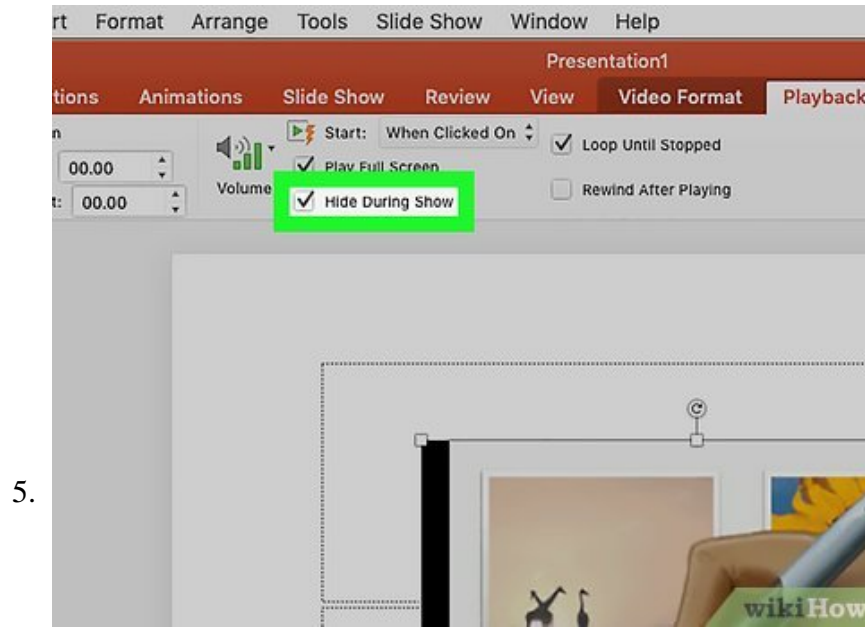 rt Format Arrange Tools Slide Show Window Help
Presentation1
tions Animations Slide Show Review View Video Format Playback
n
00.00
t: 00.00
Volume
Start: When Clicked On
Play Full Screen
Hide During Show
Loop Until Stopped
Rewind After Playing
5.
wikiHow